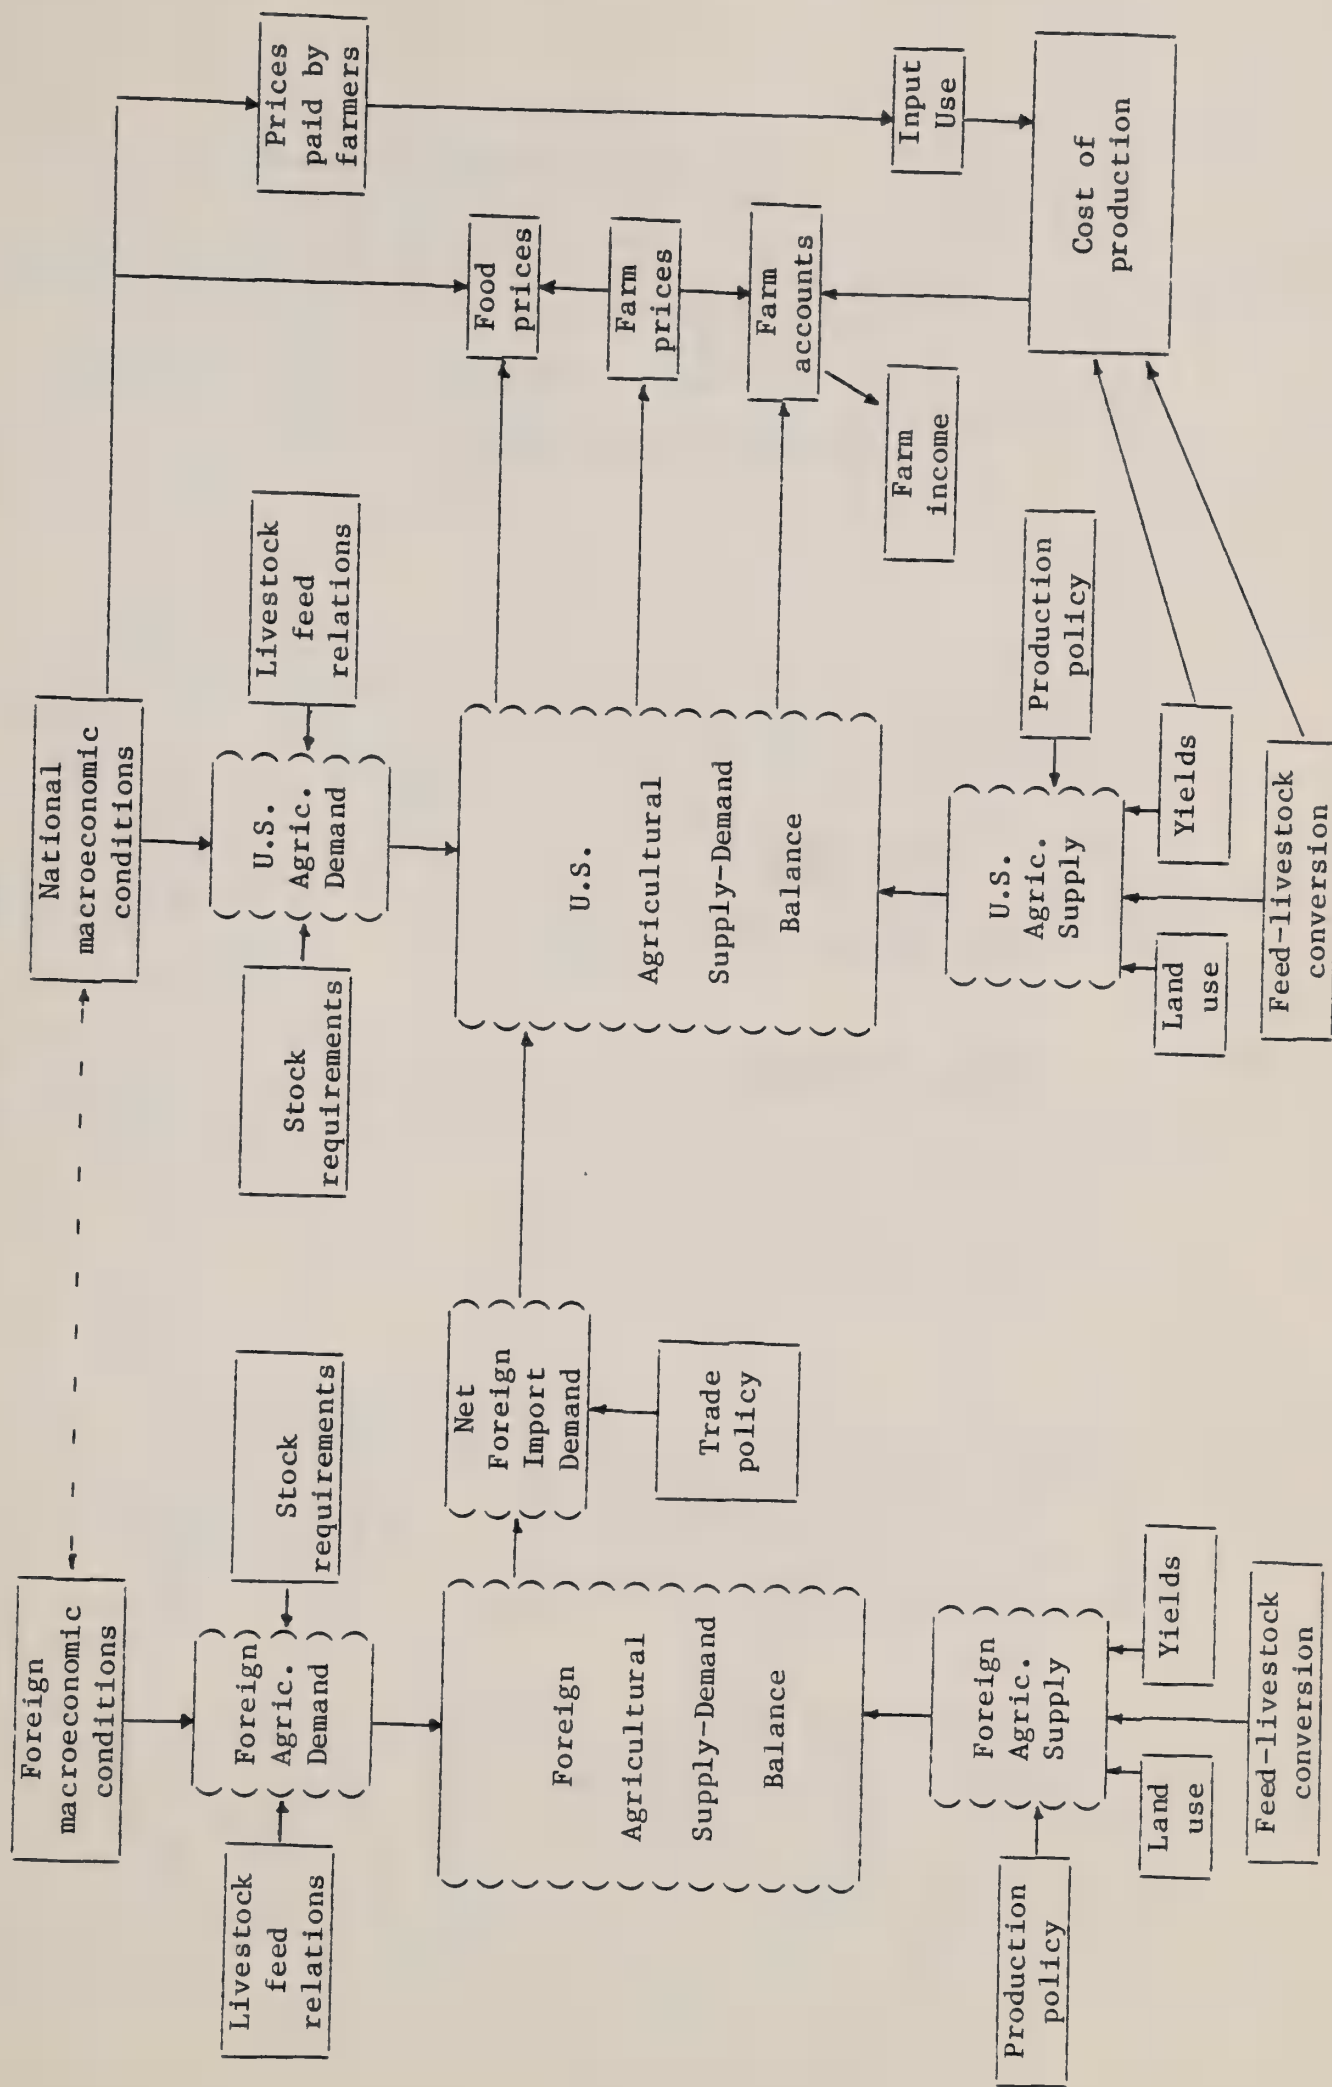 Foreign
macroeconomic
conditions
National
macroeconomic
conditions
Prices
paid by
farmers
Livestock
feed
relations
Foreign
Agric.
Demand
Stock
requirements
Stock
requirements
U.S.
Agric.
Demand
Livestock
feed
relations
Foreign
Agricultural
Supply-Demand
Balance
Net
Foreign
Import
Demand
Trade
policy
U.S.
Agricultural
Supply-Demand
Balance
Food
prices
Farm
prices
Farm
accounts
Farm
income
Input
Use
Cost of
production
Production
policy
Foreign
Agric.
Supply
Land
use
Yields
Feed-livestock
conversion
U.S.
Agric.
Supply
Production
policy
Land
use
Yields
Feed-livestock
conversion